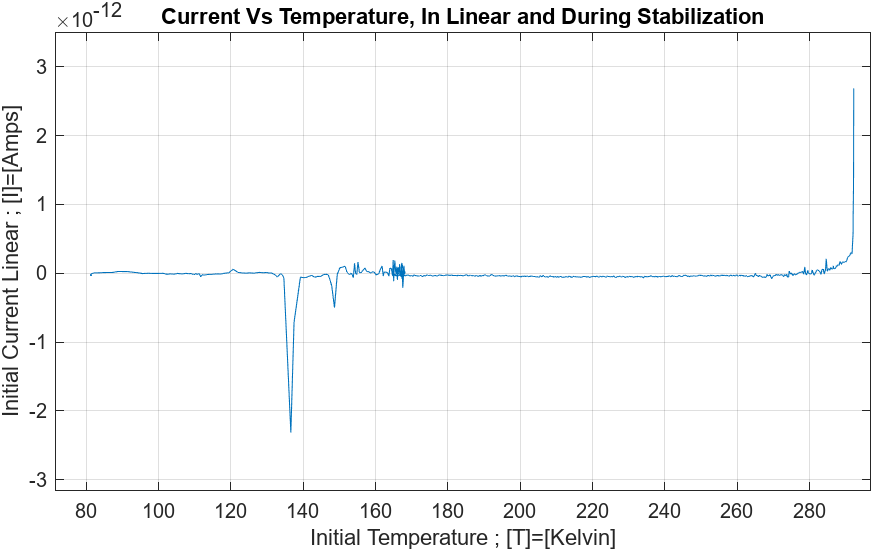 Current Vs Temperature, In Linear and During Stabilization
×10⁻¹²
3
2
1
0
-1
-2
-3
Initial Current Linear ; [I]=[Amps]
80 100 120 140 160 180 200 220 240 260 280
Initial Temperature ; [T]=[Kelvin]